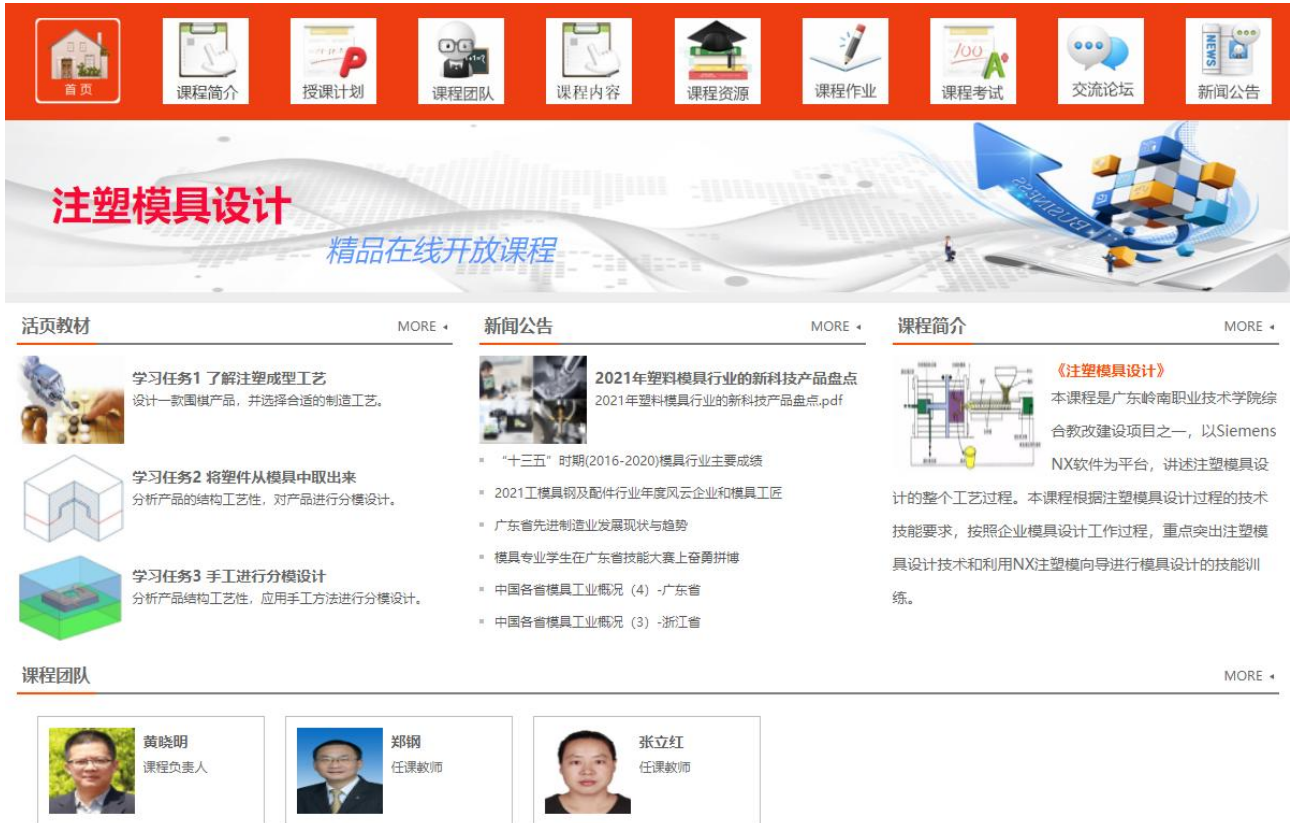 首页
课程简介
授课计划
课程团队
课程内容
课程资源
课程作业
课程考试
交流论坛
新闻公告
NEWS
100
A+
注塑模具设计
精品在线开放课程
BUSINESS
活页教材 MORE
学习任务1 了解注塑成型工艺
设计一款围棋产品，并选择合适的制造工艺。
学习任务2 将塑件从模具中取出来
分析产品的结构工艺性，对产品进行分模设计。
学习任务3 手工进行分模设计
分析产品结构工艺性，应用手工方法进行分模设计。
新闻公告 MORE
2021年塑料模具行业的新科技产品盘点
2021年塑料模具行业的新科技产品盘点.pdf
“十三五”时期(2016-2020)模具行业主要成绩
2021工模具钢及配件行业年度风云企业和模具工匠
广东省先进制造业发展现状与趋势
模具专业学生在广东省技能大赛上奋勇拼博
中国各省模具工业概况（4）-广东省
中国各省模具工业概况（3）-浙江省
课程简介 MORE
《注塑模具设计》
本课程是广东岭南职业技术学院综
合教改建设项目之一，以Siemens
NX软件为平台，讲述注塑模具设
计的整个工艺过程。本课程根据注塑模具设计过程的技术
技能要求，按照企业模具设计工作过程，重点突出注塑模
具设计技术和利用NX注塑模向导进行模具设计的技能训
练。
课程团队 MORE
黄晓明
课程负责人
郑钢
任课教师
张立红
任课教师